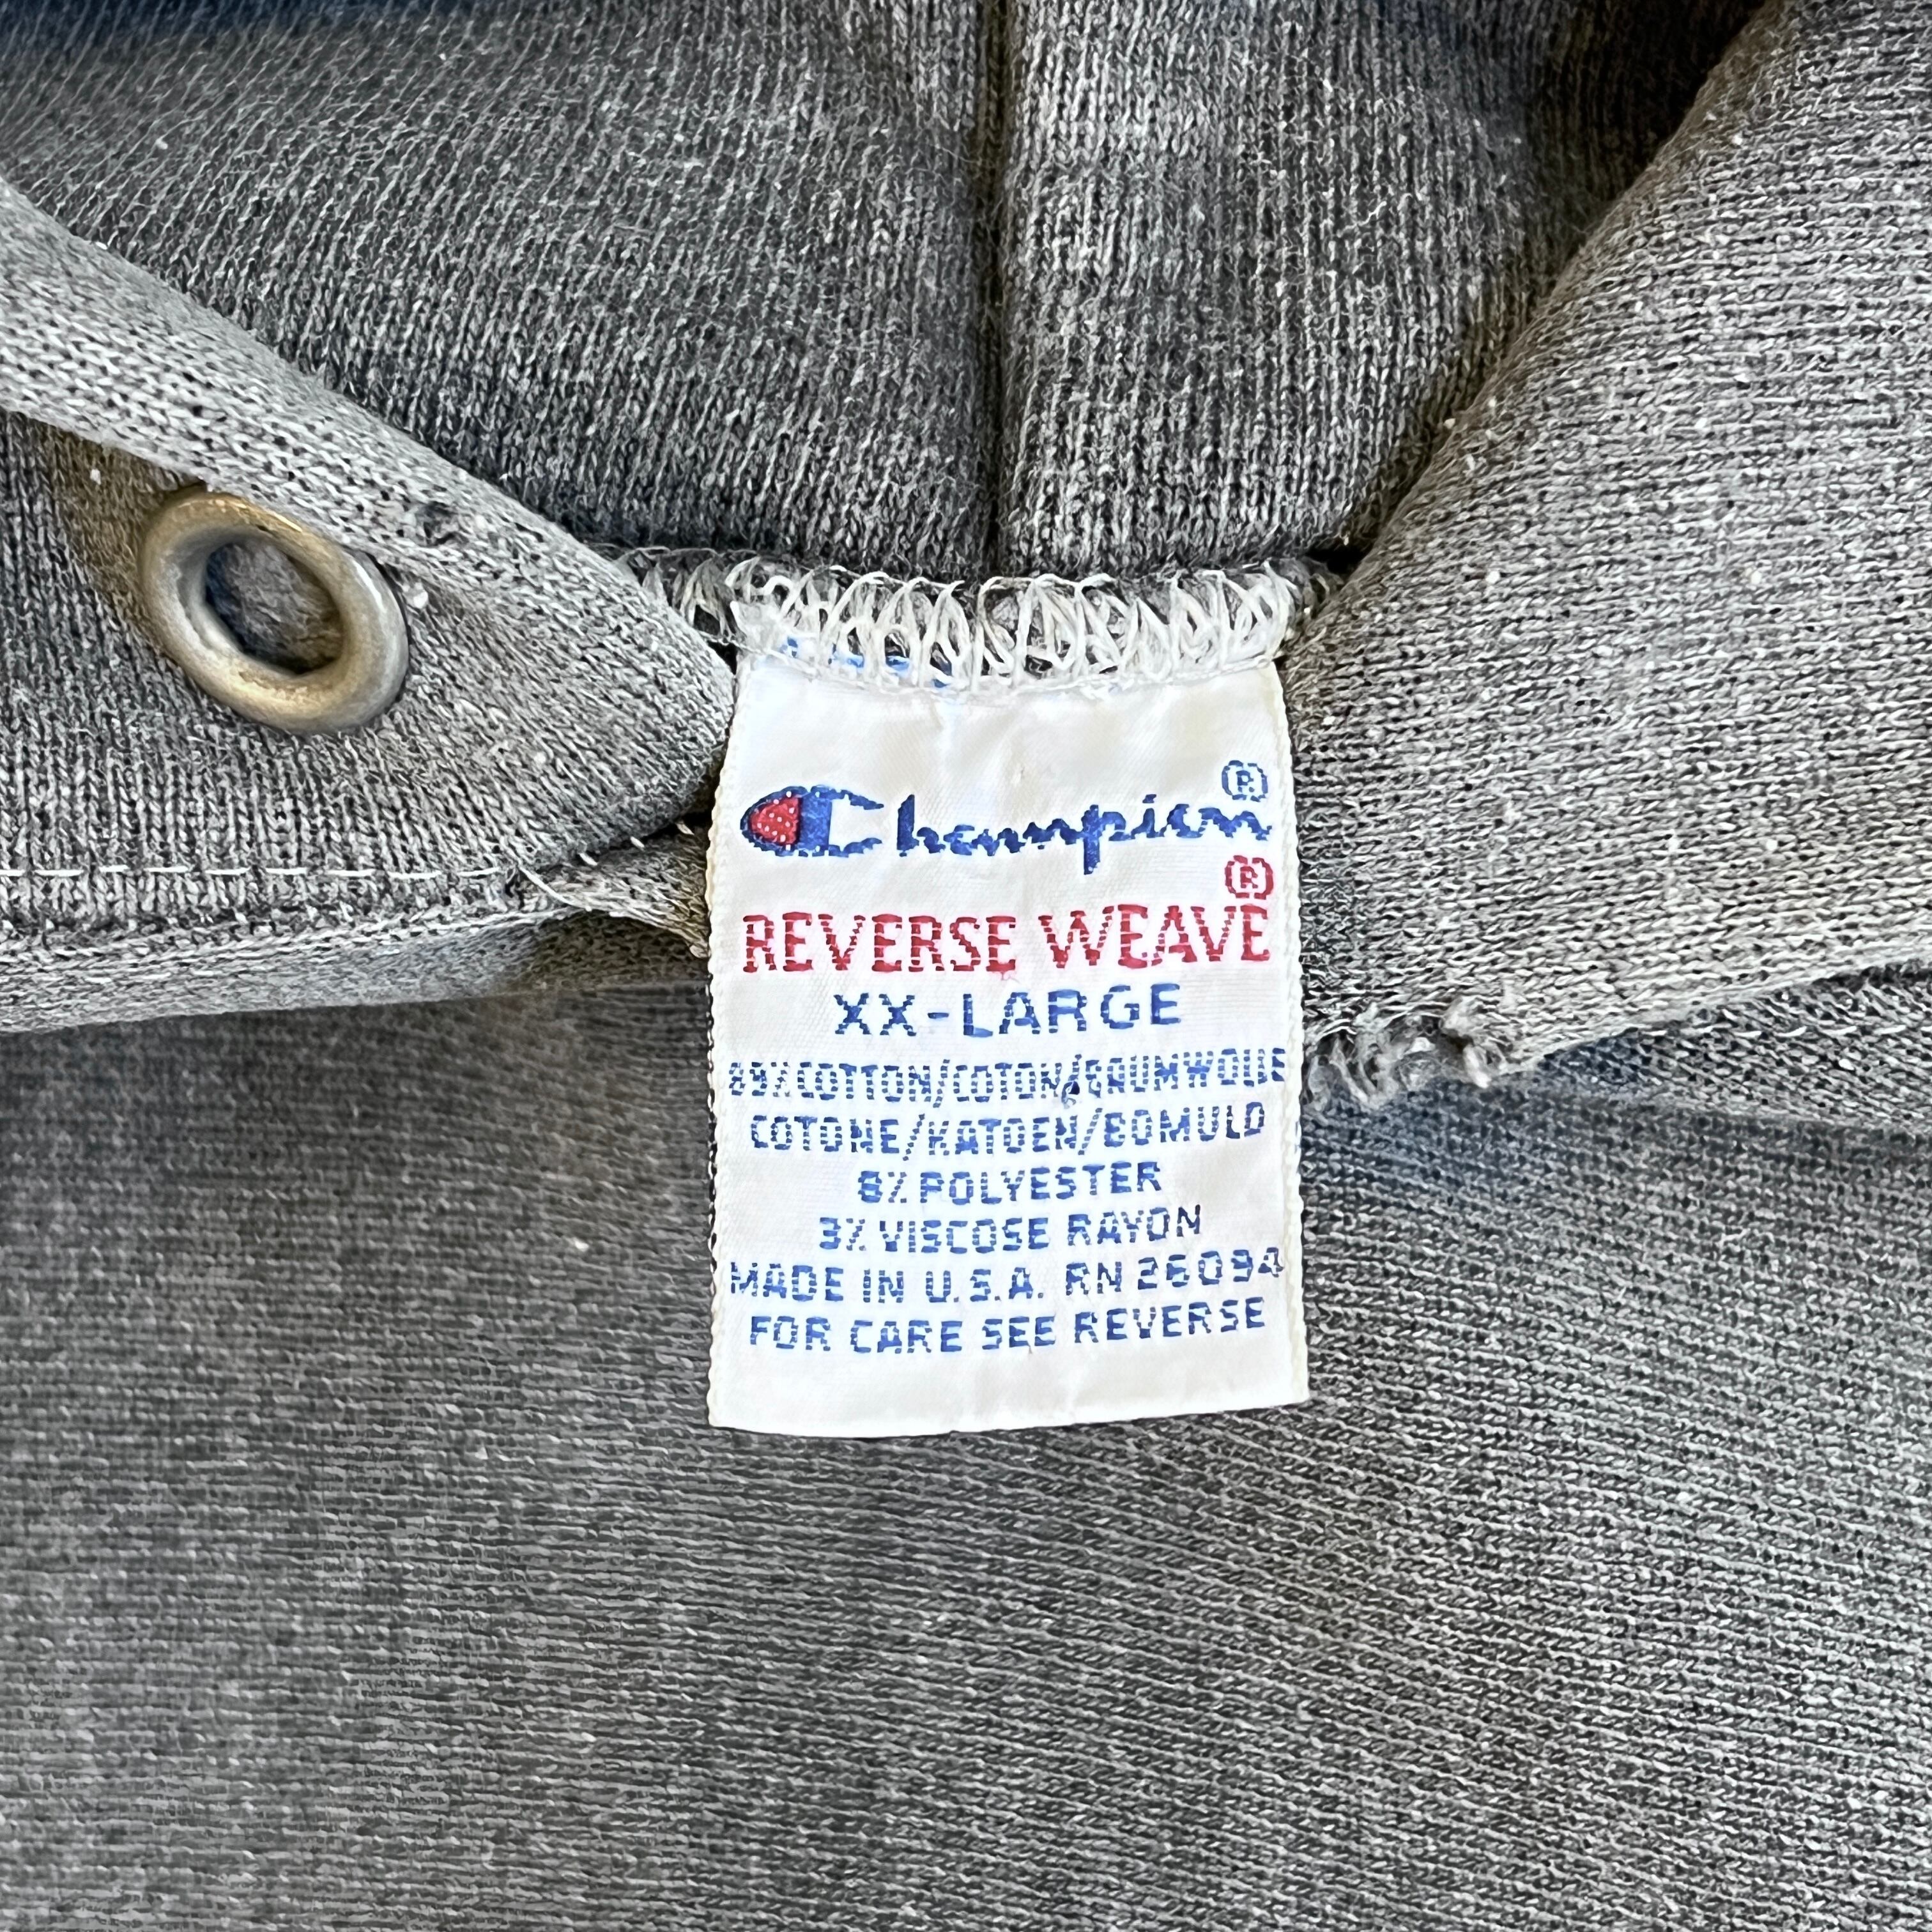 Champion®
REVERSE WEAVE®
XX-LARGE
89% COTTON/COTON/BAUMWOLLE
COTONE/KATOEN/BOMULD
8% POLYESTER
3% VISCOSE RAYON
MADE IN U.S.A. RN 26094
FOR CARE SEE REVERSE